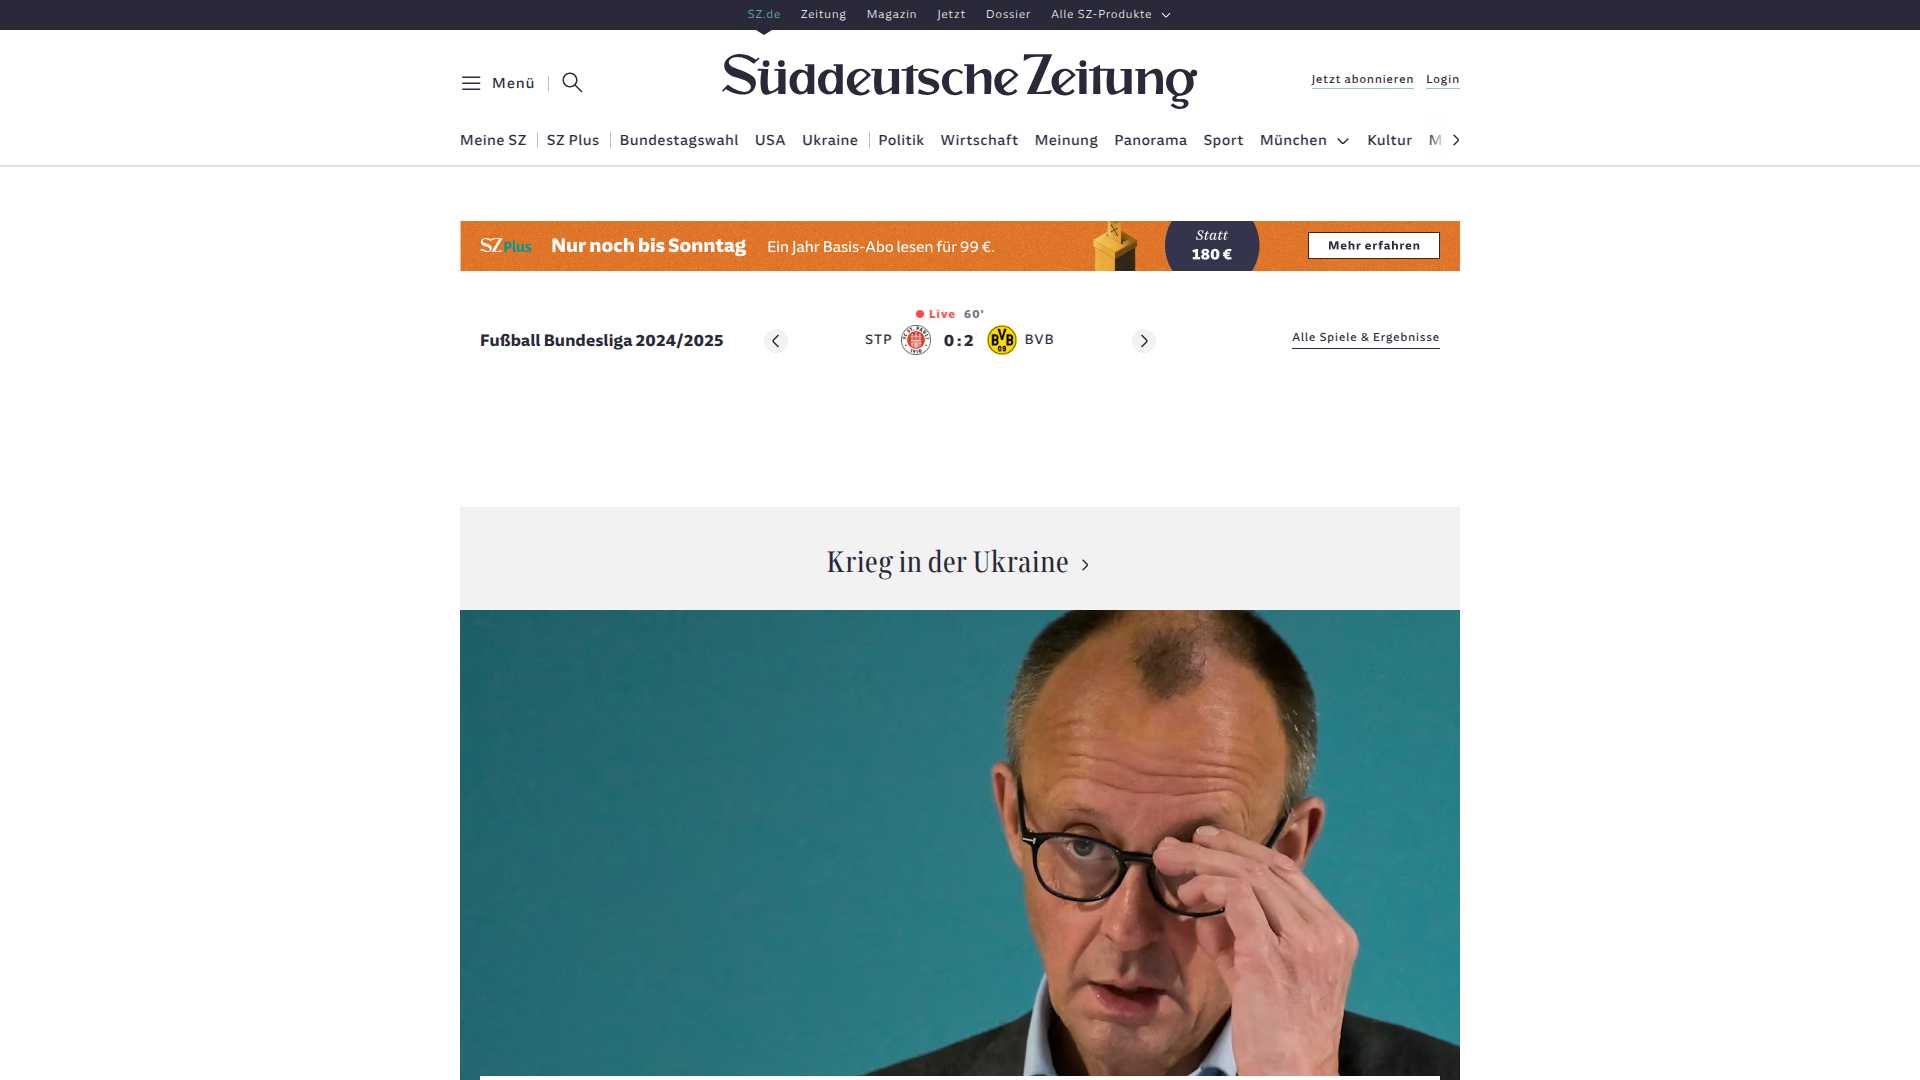 SZ.de Zeitung Magazin Jetzt Dossier Alle SZ-Produkte
Menü
Süddeutsche Zeitung
Jetzt abonnieren Login
Meine SZ SZ Plus Bundestagswahl USA Ukraine Politik Wirtschaft Meinung Panorama Sport München Kultur M
SZ Plus Nur noch bis Sonntag Ein Jahr Basis-Abo lesen für 99 €.
Statt
180 €
Mehr erfahren
Live 60'
Fußball Bundesliga 2024/2025
STP 0:2 BVB
BVB
09
Alle Spiele & Ergebnisse
Krieg in der Ukraine